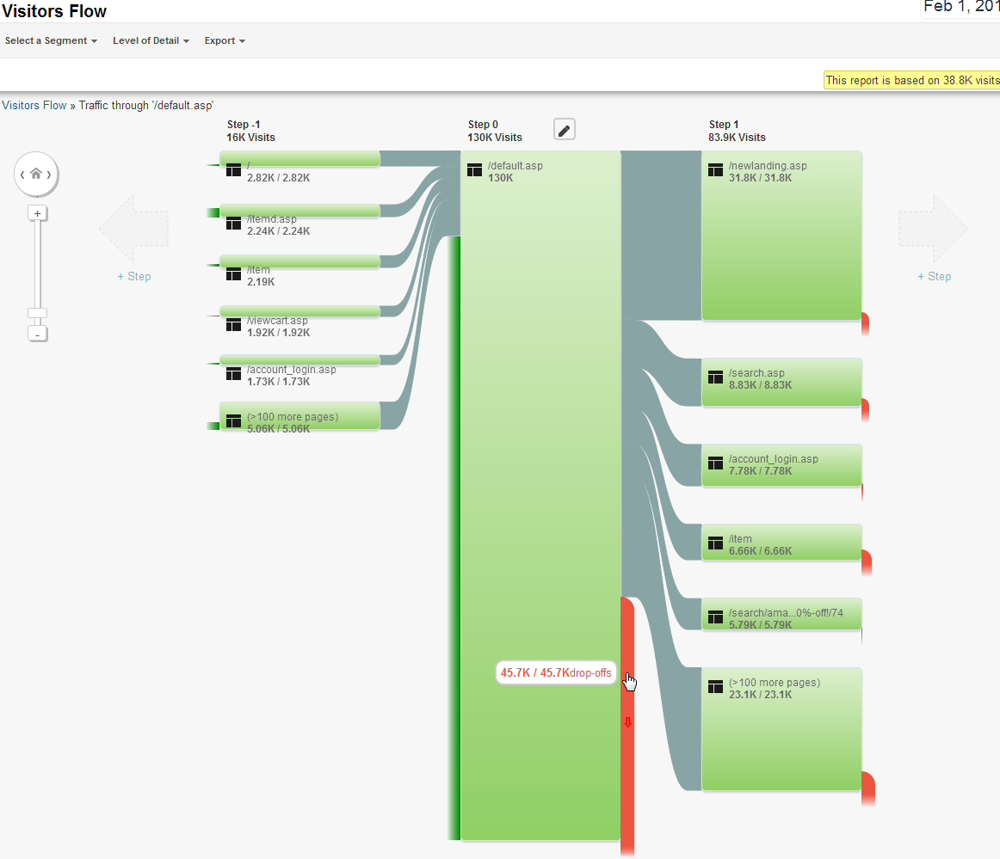 Visitors Flow
Feb 1, 201
Select a Segment
Level of Detail
Export
This report is based on 38.8K visits
Visitors Flow » Traffic through '/default.asp'
Step -1
16K Visits
/
2.82K / 2.82K
/itemd.asp
2.24K / 2.24K
/item
2.19K
/viewcart.asp
1.92K / 1.92K
/account_login.asp
1.73K / 1.73K
(>100 more pages)
5.06K / 5.06K
+ Step
+
-
Step 0
130K Visits
/default.asp
130K
45.7K / 45.7Kdrop-offs
Step 1
83.9K Visits
/newlanding.asp
31.8K / 31.8K
/search.asp
8.83K / 8.83K
/account_login.asp
7.78K / 7.78K
/item
6.66K / 6.66K
/search/ama...0%-off!/74
5.79K / 5.79K
(>100 more pages)
23.1K / 23.1K
+ Step